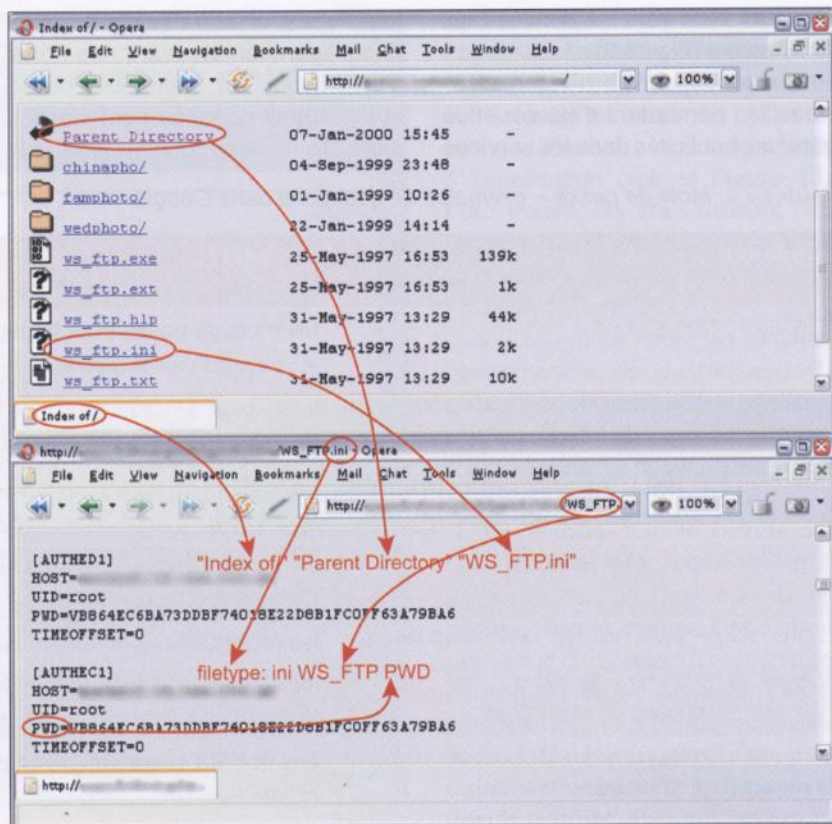 Index of / - Opera
File Edit View Navigation Bookmarks Mail Chat Tools Window Help
http:// / 100%
Parent Directory 07-Jan-2000 15:45 -
chinapho/ 04-Sep-1999 23:48 -
famphoto/ 01-Jan-1999 10:26 -
wedphoto/ 22-Jan-1999 14:14 -
ws_ftp.exe 25-May-1997 16:53 139k
ws_ftp.ext 25-May-1997 16:53 1k
ws_ftp.hlp 31-May-1997 13:29 44k
ws_ftp.ini 31-May-1997 13:29 2k
ws_ftp.txt 31-May-1997 13:29 10k
Index of /
http:// /WS_FTP.ini - Opera
File Edit View Navigation Bookmarks Mail Chat Tools Window Help
http:// /WS_FTP 100%
"Index of/" "Parent Directory" "WS_FTP.ini"
[AUTHED1]
HOST=
UID=root
PWD=VB864EC6BA73DDBF74018E22D8B1FC0FF63A79BA6
TIMEOFFSET=0
filetype: ini WS_FTP PWD
[AUTHEC1]
HOST=
UID=root
PWD=VB864EC6BA73DDBF74018E22D8B1FC0FF63A79BA6
TIMEOFFSET=0
http://